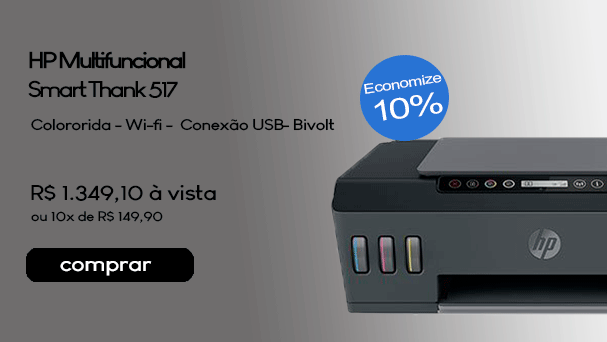 HP Multifuncional
Smart Thank 517
Colororida - Wi-fi - Conexão USB- Bivolt
Economize
10%
R$ 1.349,10 à vista
ou 10x de R$ 149,90
comprar
hp